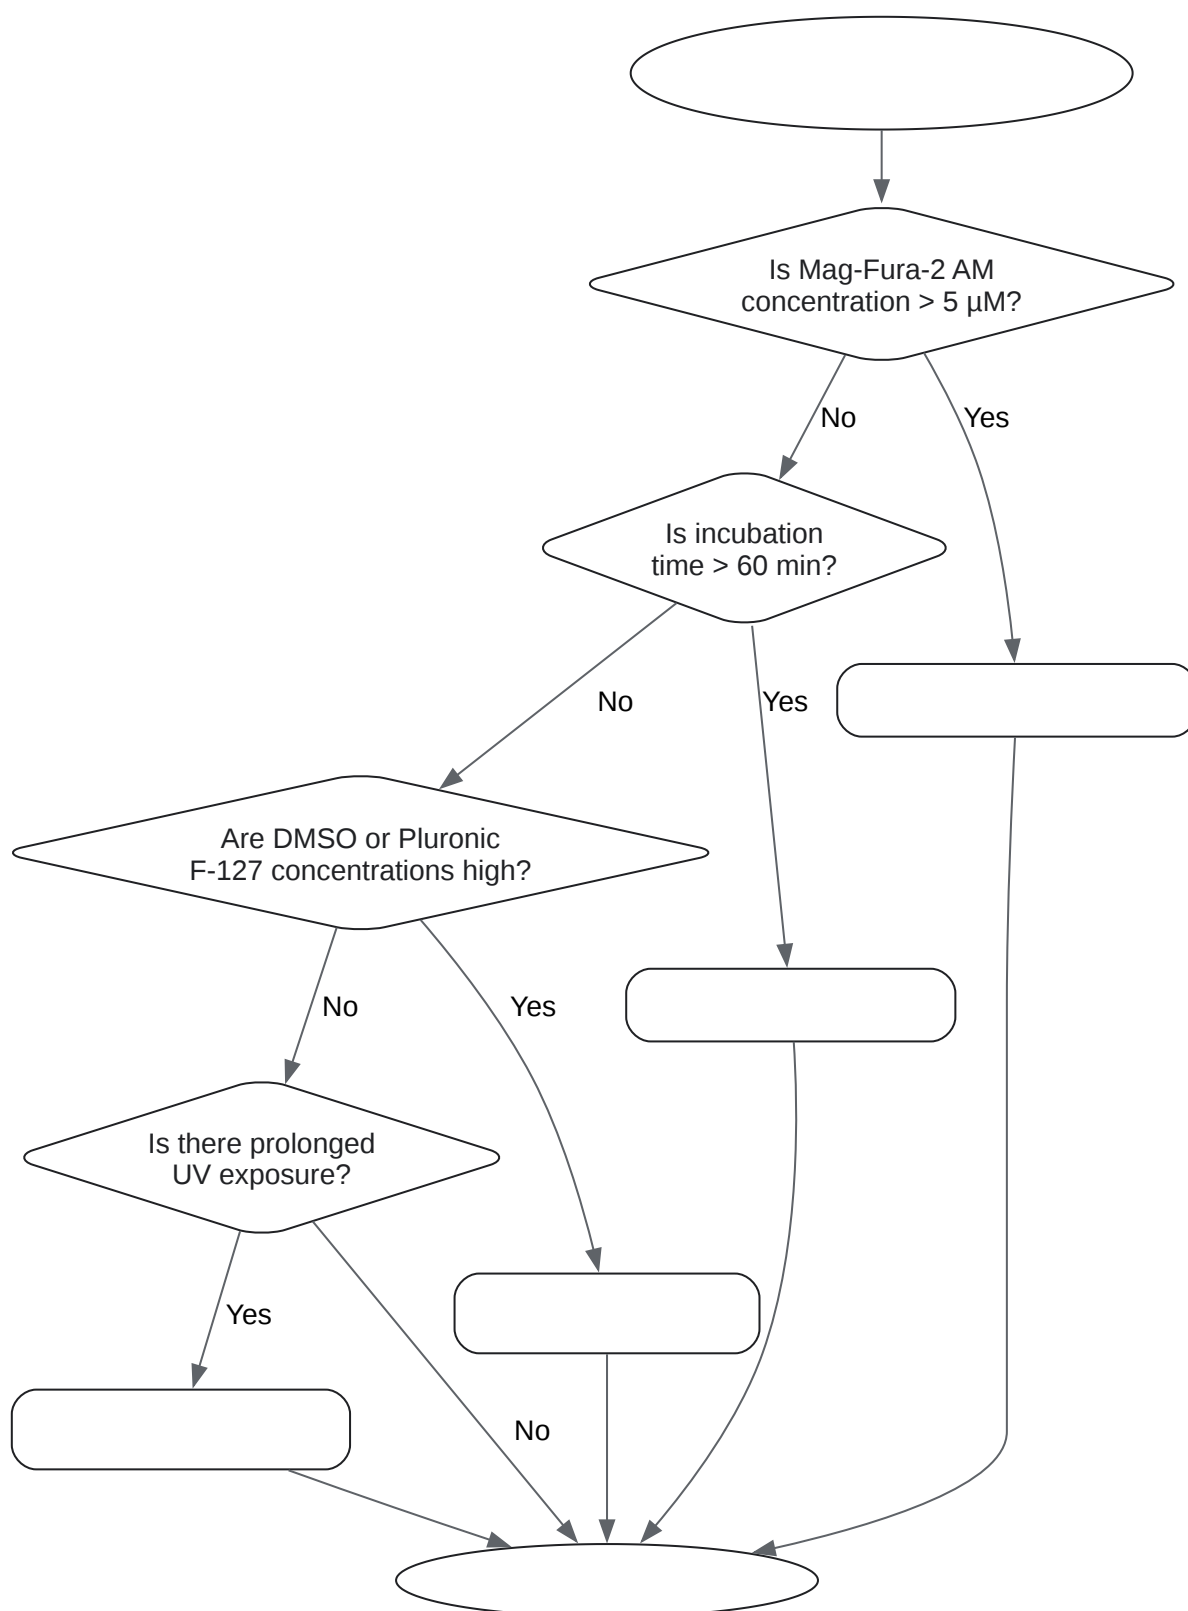 Is Mag-Fura-2 AM
concentration > 5 µM?
No
Yes
Is incubation
time > 60 min?
No
Yes
Are DMSO or Pluronic
F-127 concentrations high?
No
Yes
Is there prolonged
UV exposure?
Yes
No